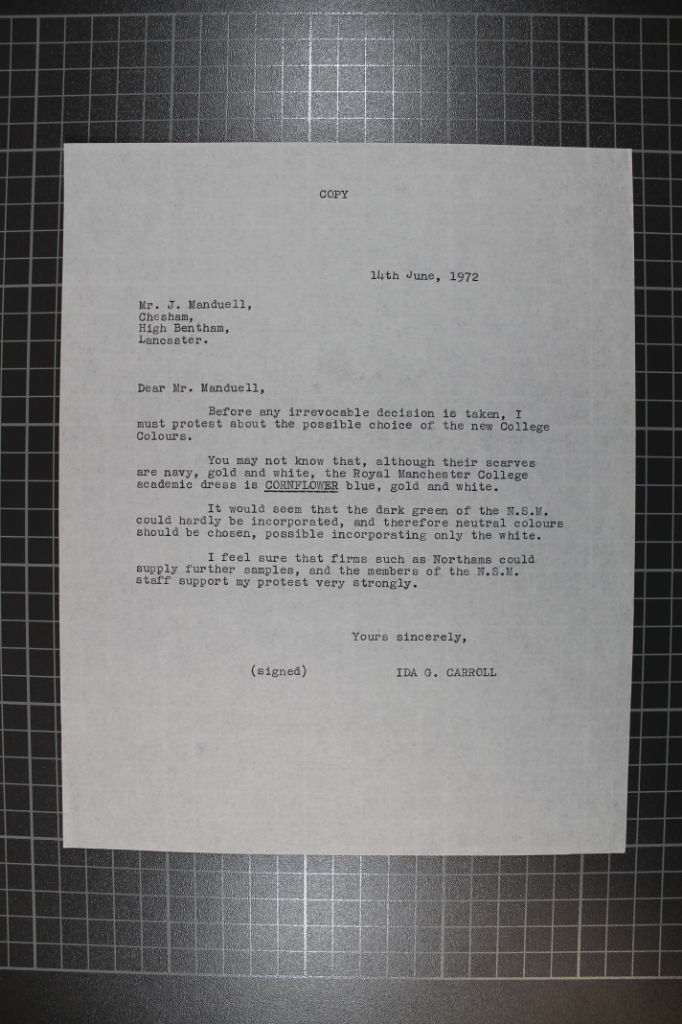 COPY
14th June, 1972
Mr. J. Manduell,
Chesham,
High Bentham,
Lancaster.
Dear Mr. Manduell,
Before any irrevocable decision is taken, I
must protest about the possible choice of the new College
Colours.
You may not know that, although their scarves
are navy, gold and white, the Royal Manchester College
academic dress is CORNFLOWER blue, gold and white.
It would seem that the dark green of the N.S.M.
could hardly be incorporated, and therefore neutral colours
should be chosen, possible incorporating only the white.
I feel sure that firms such as Northams could
supply further samples, and the members of the N.S.M.
staff support my protest very strongly.
Yours sincerely,
(signed) IDA G. CARROLL